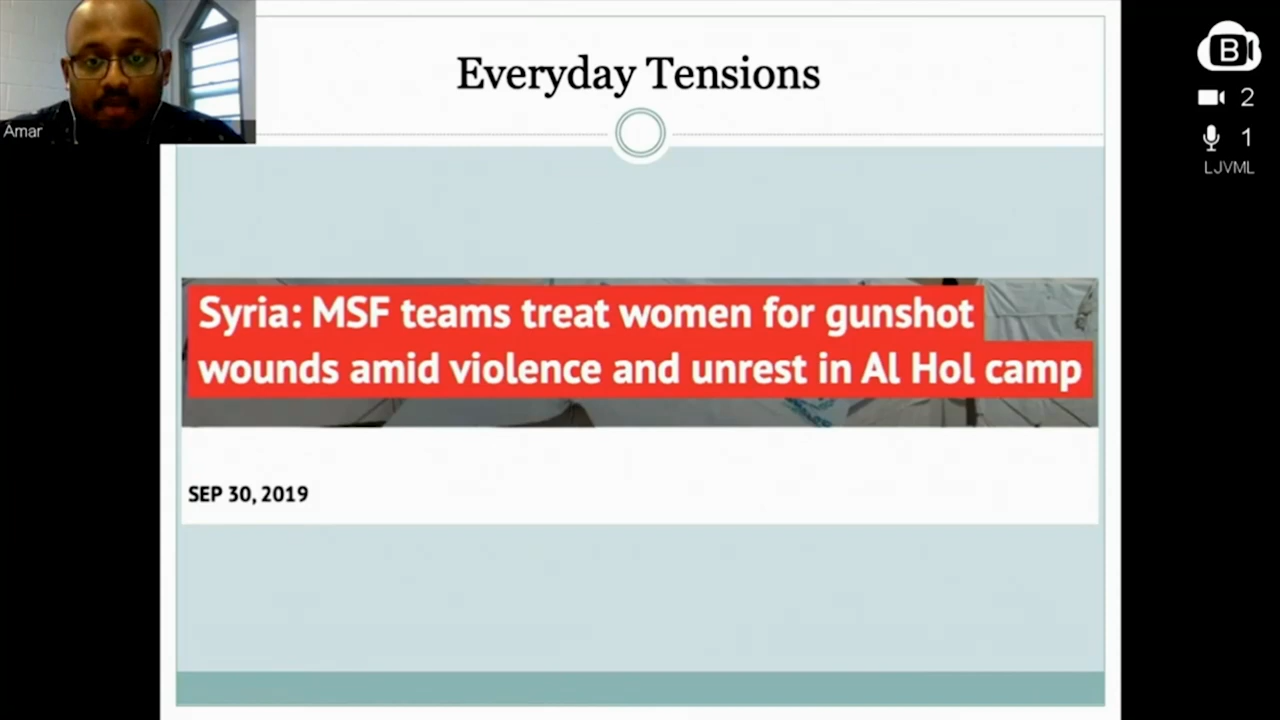 Everyday Tensions
Syria: MSF teams treat women for gunshot
wounds amid violence and unrest in Al Hol camp
SEP 30, 2019
Amar
B
2
1
LJVML